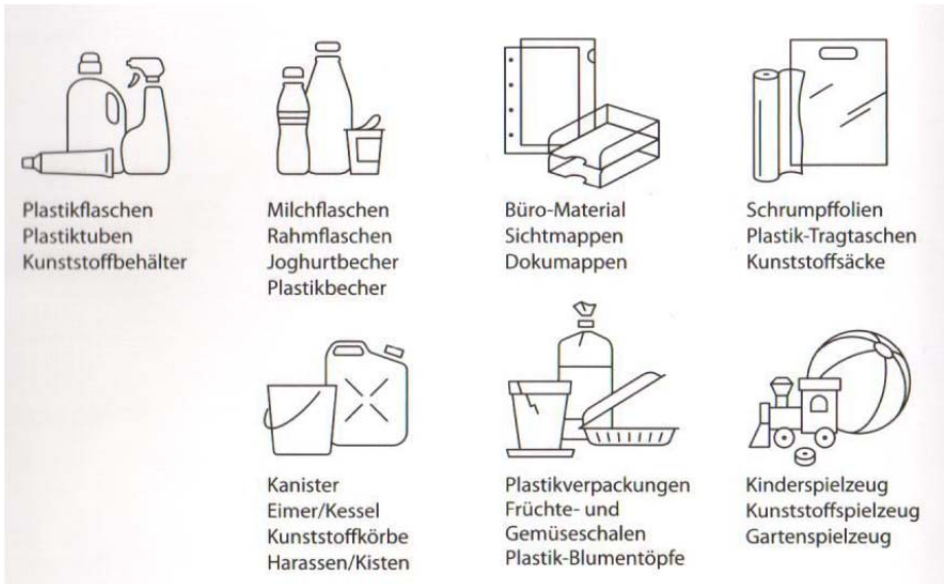 Plastikflaschen
Plastiktuben
Kunststoffbehälter
Milchflaschen
Rahmflaschen
Joghurtbecher
Plastikbecher
Büro-Material
Sichtmappen
Dokumappen
Schrumpffolien
Plastik-Tragtaschen
Kunststoffsäcke
Kanister
Eimer/Kessel
Kunststoffkörbe
Harassen/Kisten
Plastikverpackungen
Früchte- und
Gemüseschalen
Plastik-Blumentöpfe
Kinderspielzeug
Kunststoffspielzeug
Gartenspielzeug